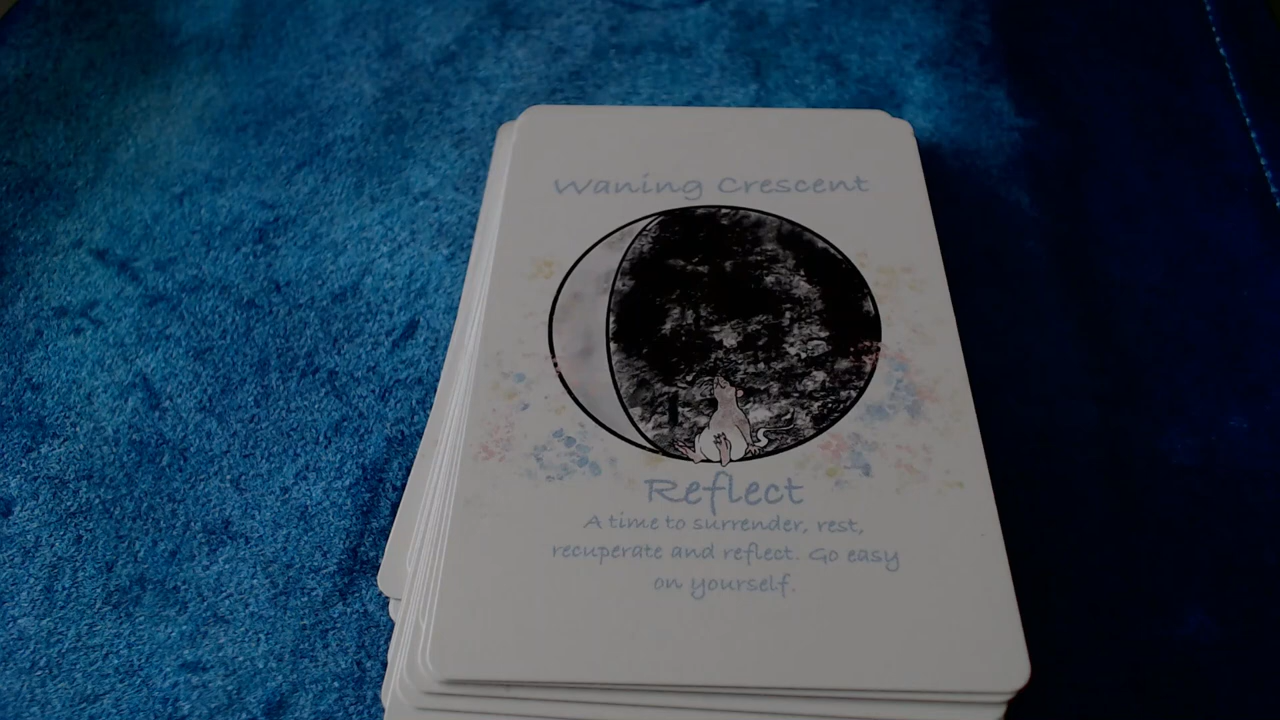 Waning Crescent
Reflect
A time to surrender, rest,
recuperate and reflect. Go easy
on yourself.